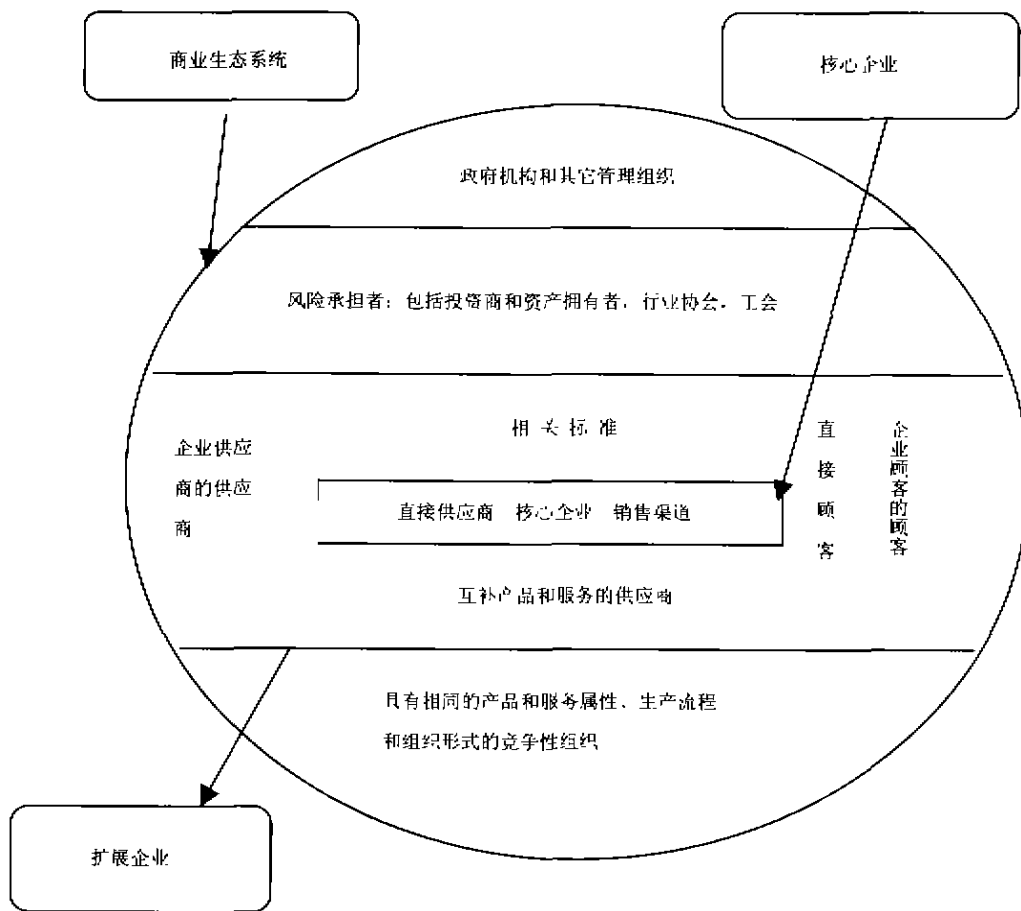 商业生态系统
核心企业
政府机构和其它管理组织
风险承担者：包括投资商和资产拥有者、行业协会、工会
相关标准
企业供应
商的供应
商
直接供应商 核心企业 销售渠道
直接顾客
企业顾客的顾客
互补产品和服务的供应商
具有相同的产品和服务属性、生产流程
和组织形式的竞争性组织
扩展企业